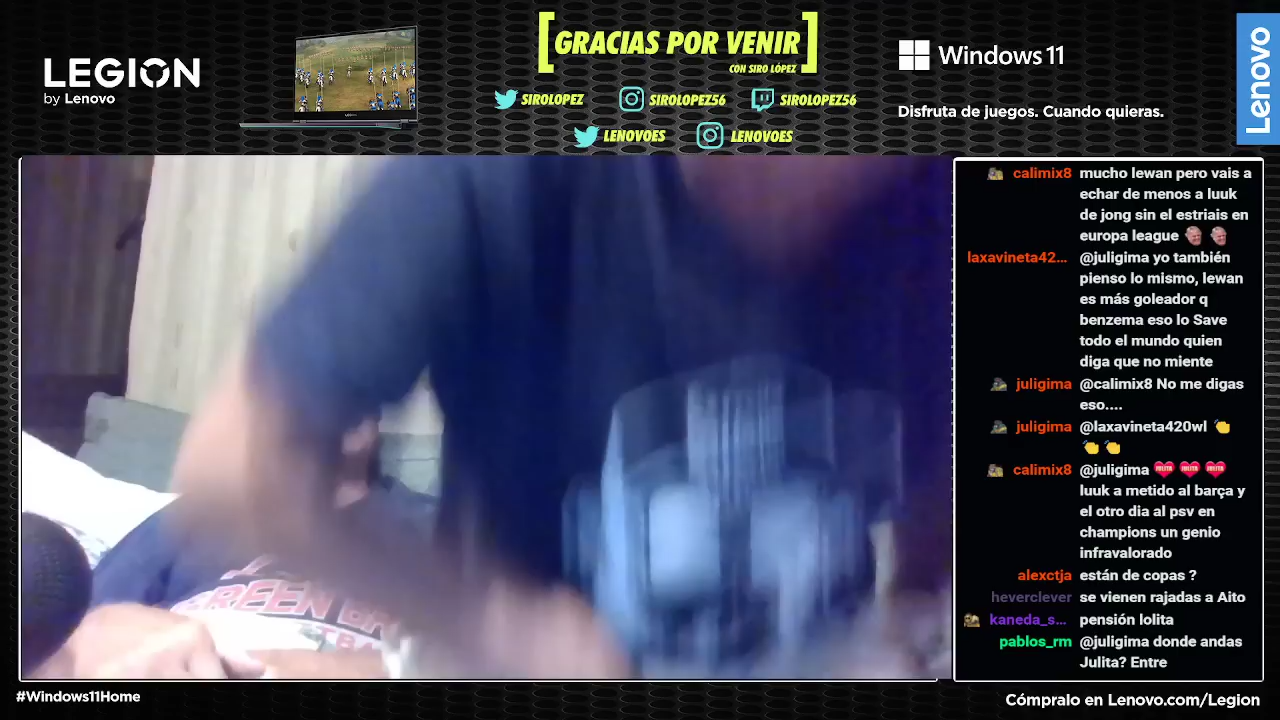 LEGION
by Lenovo
GRACIAS POR VENIR
CON SIRO LÓPEZ
SIROLOPEZ
SIROLOPEZ56
SIROLOPEZ56
LENOVOES
LENOVOES
Windows 11
Disfruta de juegos. Cuando quieras.
Lenovo
calimix8 mucho lewan pero vais a
echar de menos a luuk
de jong sin el estriais en
europa league
laxavineta42... @juligima yo también
pienso lo mismo, lewan
es más goleador q
benzema eso lo Save
todo el mundo quien
diga que no miente
juligima @calimix8 No me digas
eso....
juligima @laxavineta420wl
calimix8 @juligima
luuk a metido al barça y
el otro dia al psv en
champions un genio
infravalorado
alexctja están de copas ?
heverclever se vienen rajadas a Aito
kaneda_s... pensión lolita
pablos_rm @juligima donde andas
Julita? Entre
#Windows11Home
Cómpralo en Lenovo.com/Legion